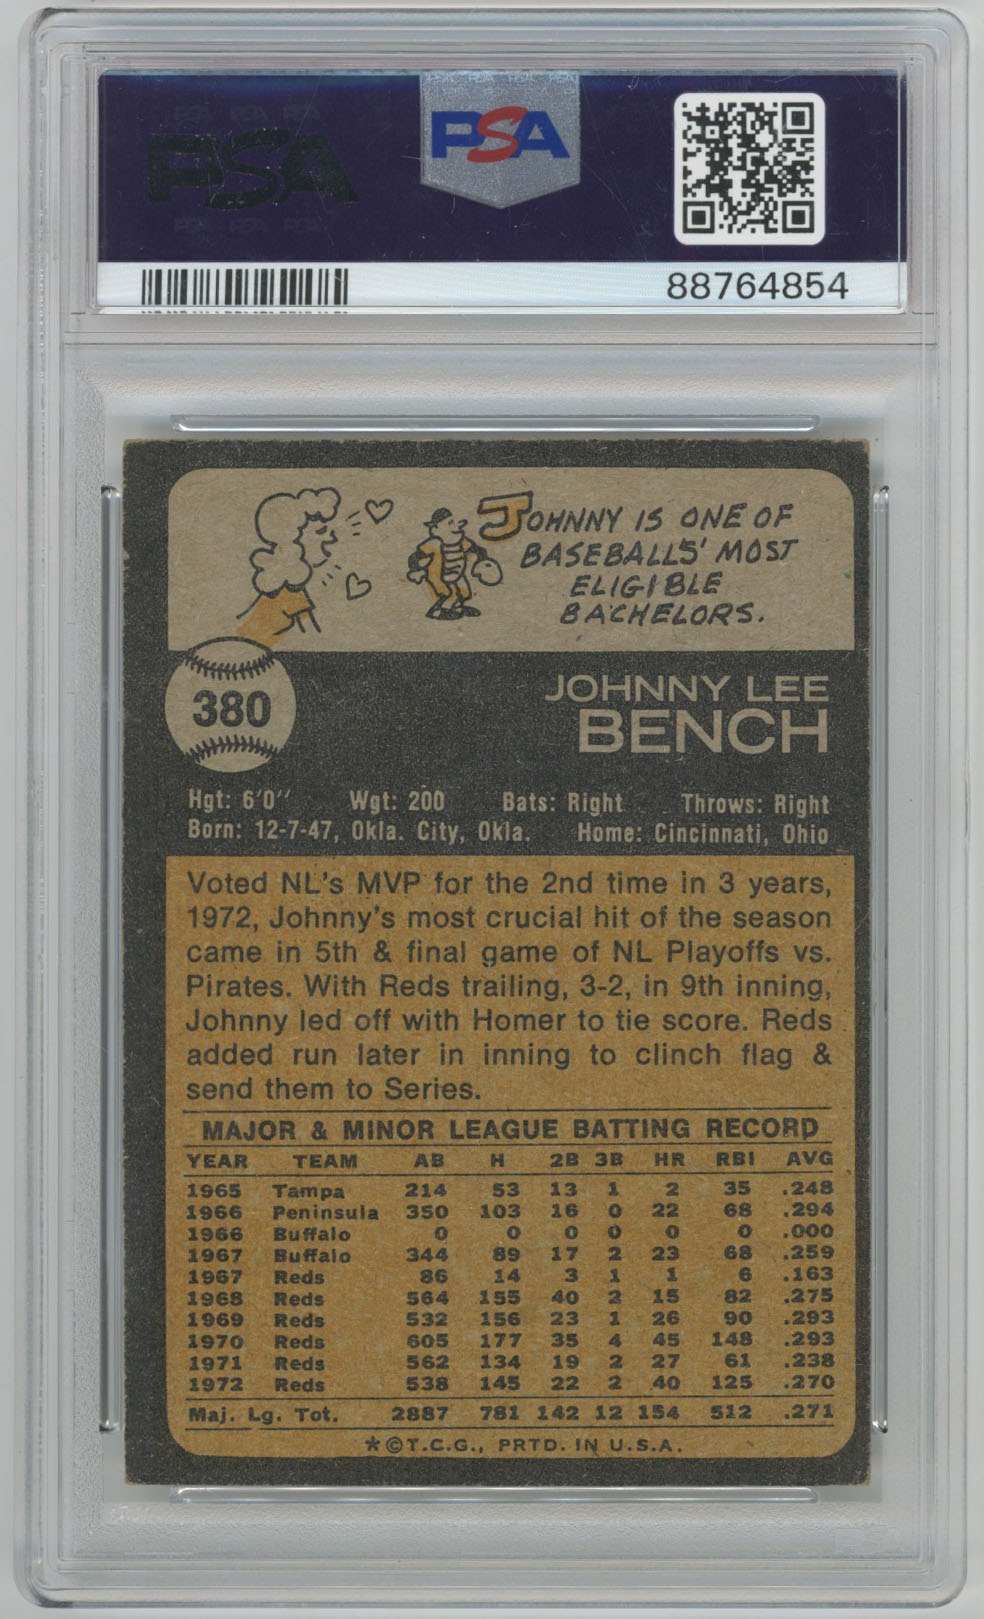 PSA PSA PSA PSA
PSA
PSA
PSA PSA PSA
88764854
JOHNNY IS ONE OF
BASEBALLS' MOST
ELIGIBLE
BACHELORS.
380
JOHNNY LEE
BENCH
Hgt: 6'0" Wgt: 200 Bats: Right Throws: Right
Born: 12-7-47, Okla. City, Okla. Home: Cincinnati, Ohio
Voted NL's MVP for the 2nd time in 3 years,
1972, Johnny's most crucial hit of the season
came in 5th & final game of NL Playoffs vs.
Pirates. With Reds trailing, 3-2, in 9th inning,
Johnny led off with Homer to tie score. Reds
added run later in inning to clinch flag &
send them to Series.
MAJOR & MINOR LEAGUE BATTING RECORD
YEAR TEAM AB H 2B 3B HR RBI AVG
1965 Tampa 214 53 13 1 2 35 .248
1966 Peninsula 350 103 16 0 22 68 .294
1966 Buffalo 0 0 0 0 0 0 .000
1967 Buffalo 344 89 17 2 23 68 .259
1967 Reds 86 14 3 1 1 6 .163
1968 Reds 564 155 40 2 15 82 .275
1969 Reds 532 156 23 1 26 90 .293
1970 Reds 605 177 35 4 45 148 .293
1971 Reds 562 134 19 2 27 61 .238
1972 Reds 538 145 22 2 40 125 .270
Maj. Lg. Tot. 2887 781 142 12 154 512 .271
*©T.C.G., PRTD. IN U.S.A.